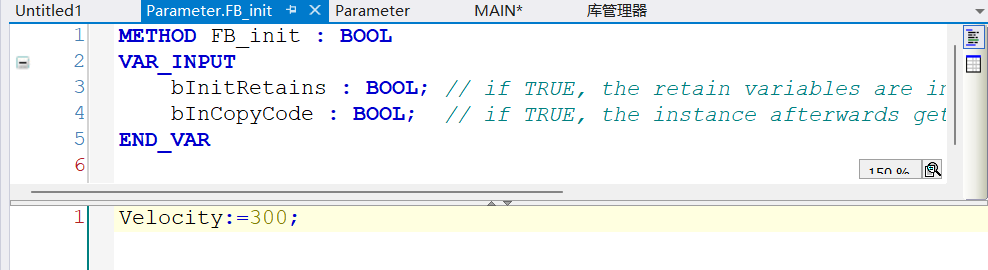 Untitled1 Parameter.FB_init Parameter MAIN* 库管理器
1 METHOD FB_init : BOOL
2 VAR_INPUT
3 bInitRetains : BOOL; // if TRUE, the retain variables are in
4 bInCopyCode : BOOL; // if TRUE, the instance afterwards get
5 END_VAR
6
150 %
1 Velocity:=300;